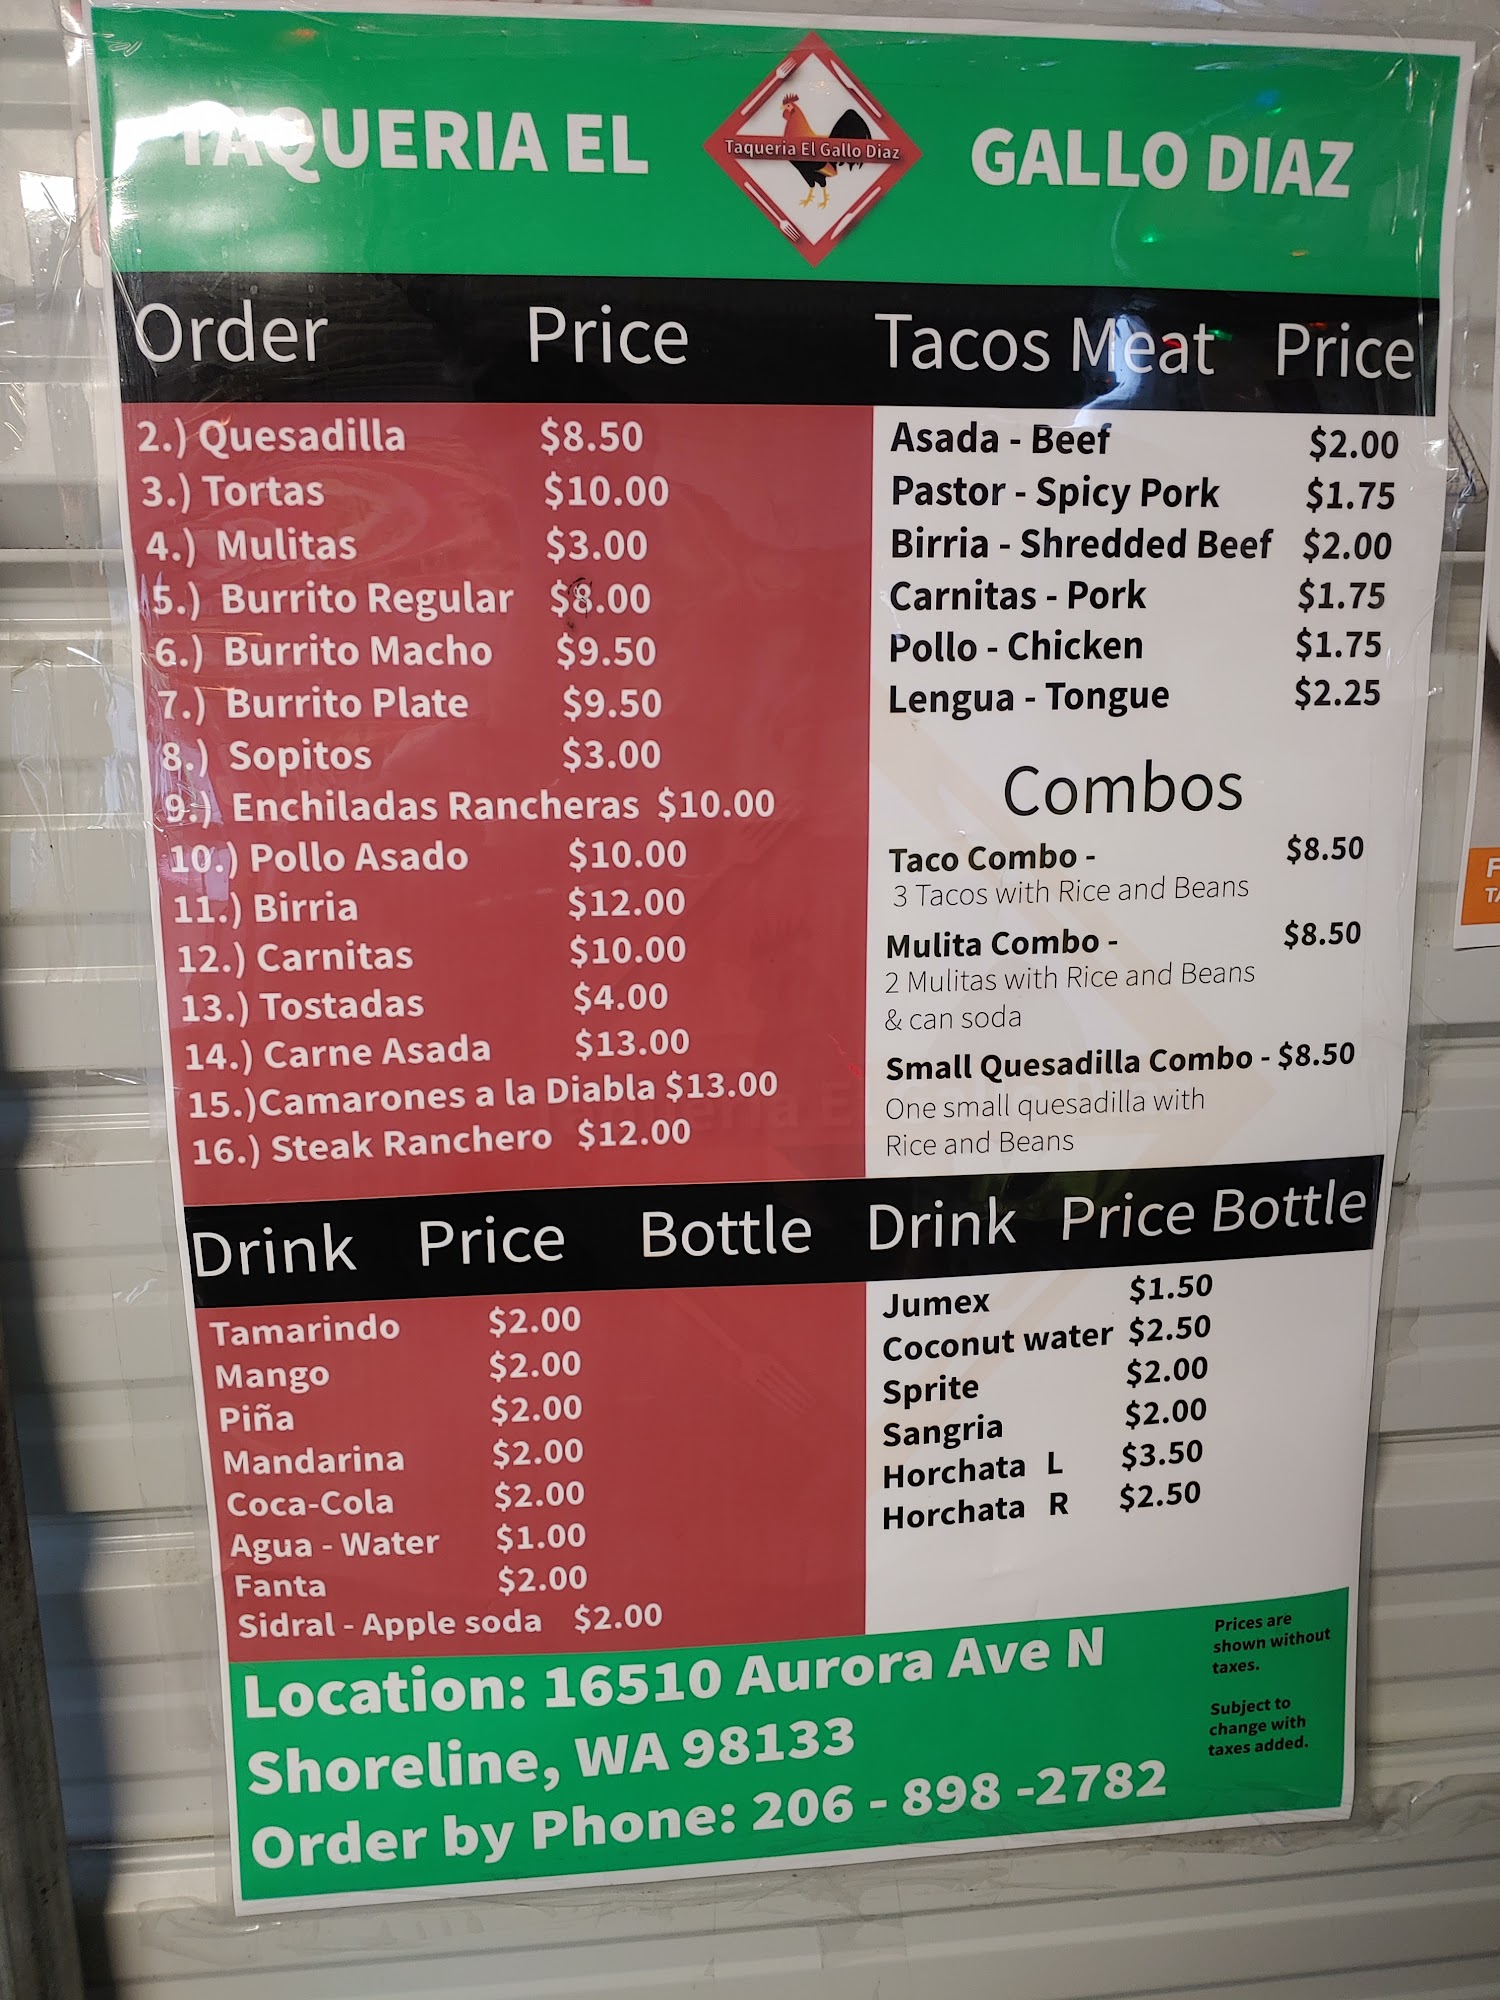 TAQUERIA EL
Taqueria El Gallo Diaz
GALLO DIAZ
Order Price
2.) Quesadilla $8.50
3.) Tortas $10.00
4.) Mulitas $3.00
5.) Burrito Regular $8.00
6.) Burrito Macho $9.50
7.) Burrito Plate $9.50
8.) Sopitos $3.00
9.) Enchiladas Rancheras $10.00
10.) Pollo Asado $10.00
11.) Birria $12.00
12.) Carnitas $10.00
13.) Tostadas $4.00
14.) Carne Asada $13.00
15.)Camarones a la Diabla $13.00
16.) Steak Ranchero $12.00
Tacos Meat Price
Asada - Beef $2.00
Pastor - Spicy Pork $1.75
Birria - Shredded Beef $2.00
Carnitas - Pork $1.75
Pollo - Chicken $1.75
Lengua - Tongue $2.25
Combos
Taco Combo - $8.50
3 Tacos with Rice and Beans
Mulita Combo - $8.50
2 Mulitas with Rice and Beans
& can soda
Small Quesadilla Combo - $8.50
One small quesadilla with
Rice and Beans
Drink Price Bottle
Tamarindo $2.00
Mango $2.00
Piña $2.00
Mandarina $2.00
Coca-Cola $2.00
Agua - Water $1.00
Fanta $2.00
Sidral - Apple soda $2.00
Drink Price Bottle
Jumex $1.50
Coconut water $2.50
Sprite $2.00
Sangria $2.00
Horchata L $3.50
Horchata R $2.50
Location: 16510 Aurora Ave N
Shoreline, WA 98133
Order by Phone: 206 - 898 -2782
Prices are
shown without
taxes.
Subject to
change with
taxes added.